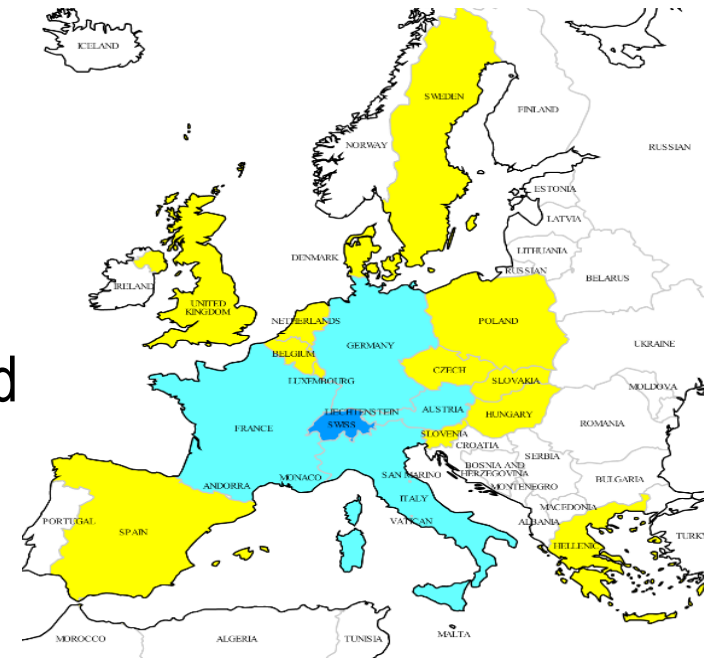 ICELAND
SWEDEN
FINLAND
NORWAY
RUSSIAN
ESTONIA
LATVIA
DENMARK
LITHUANIA
RUSSIAN
BELARUS
IRELAND
UNITED
KINGDOM
NETHERLANDS
POLAND
GERMANY
UKRAINE
BELGIUM
CZECH
d
LUXEMBOURG
SLOVAKIA
MOLDOVA
LIECHTENSTEIN
AUSTRIA
HUNGARY
SWISS
FRANCE
SLOVENIA
ROMANIA
CROATIA
SERBIA
BOSNIA AND
HERZEGOVINA
MONACO
SAN MARINO
BULGARIA
ANDORRA
MONTENEGRO
ITALY
MACEDONIA
PORTUGAL
VATICAN
ALBANIA
SPAIN
TURKY
HELLENIC
MALTA
MOROCCO
ALGERIA
TUNISIA